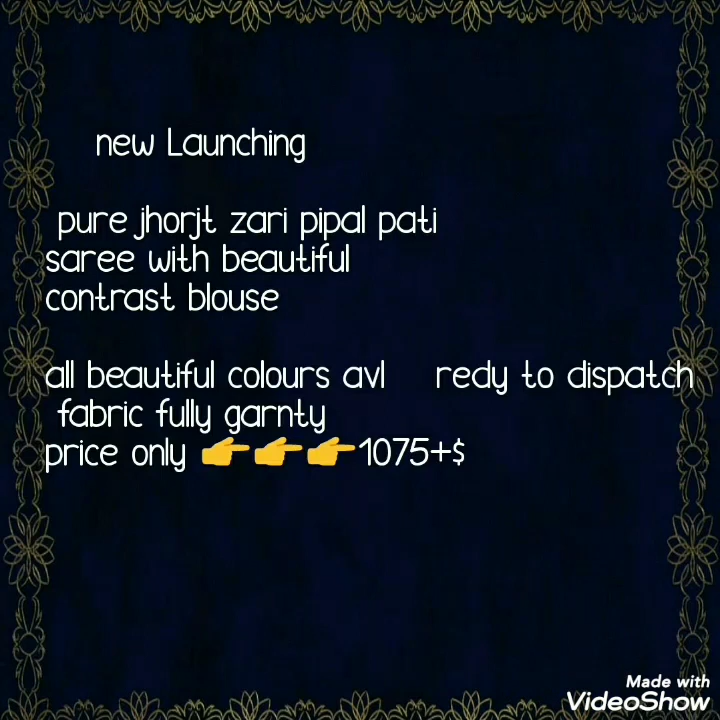 new Launching
pure jhorjt zari pipal pati
saree with beautiful
contrast blouse
all beautiful colours avl redy to dispatch
fabric fully garnty
price only 👉👉👉1075+$
Made with
VideoShow